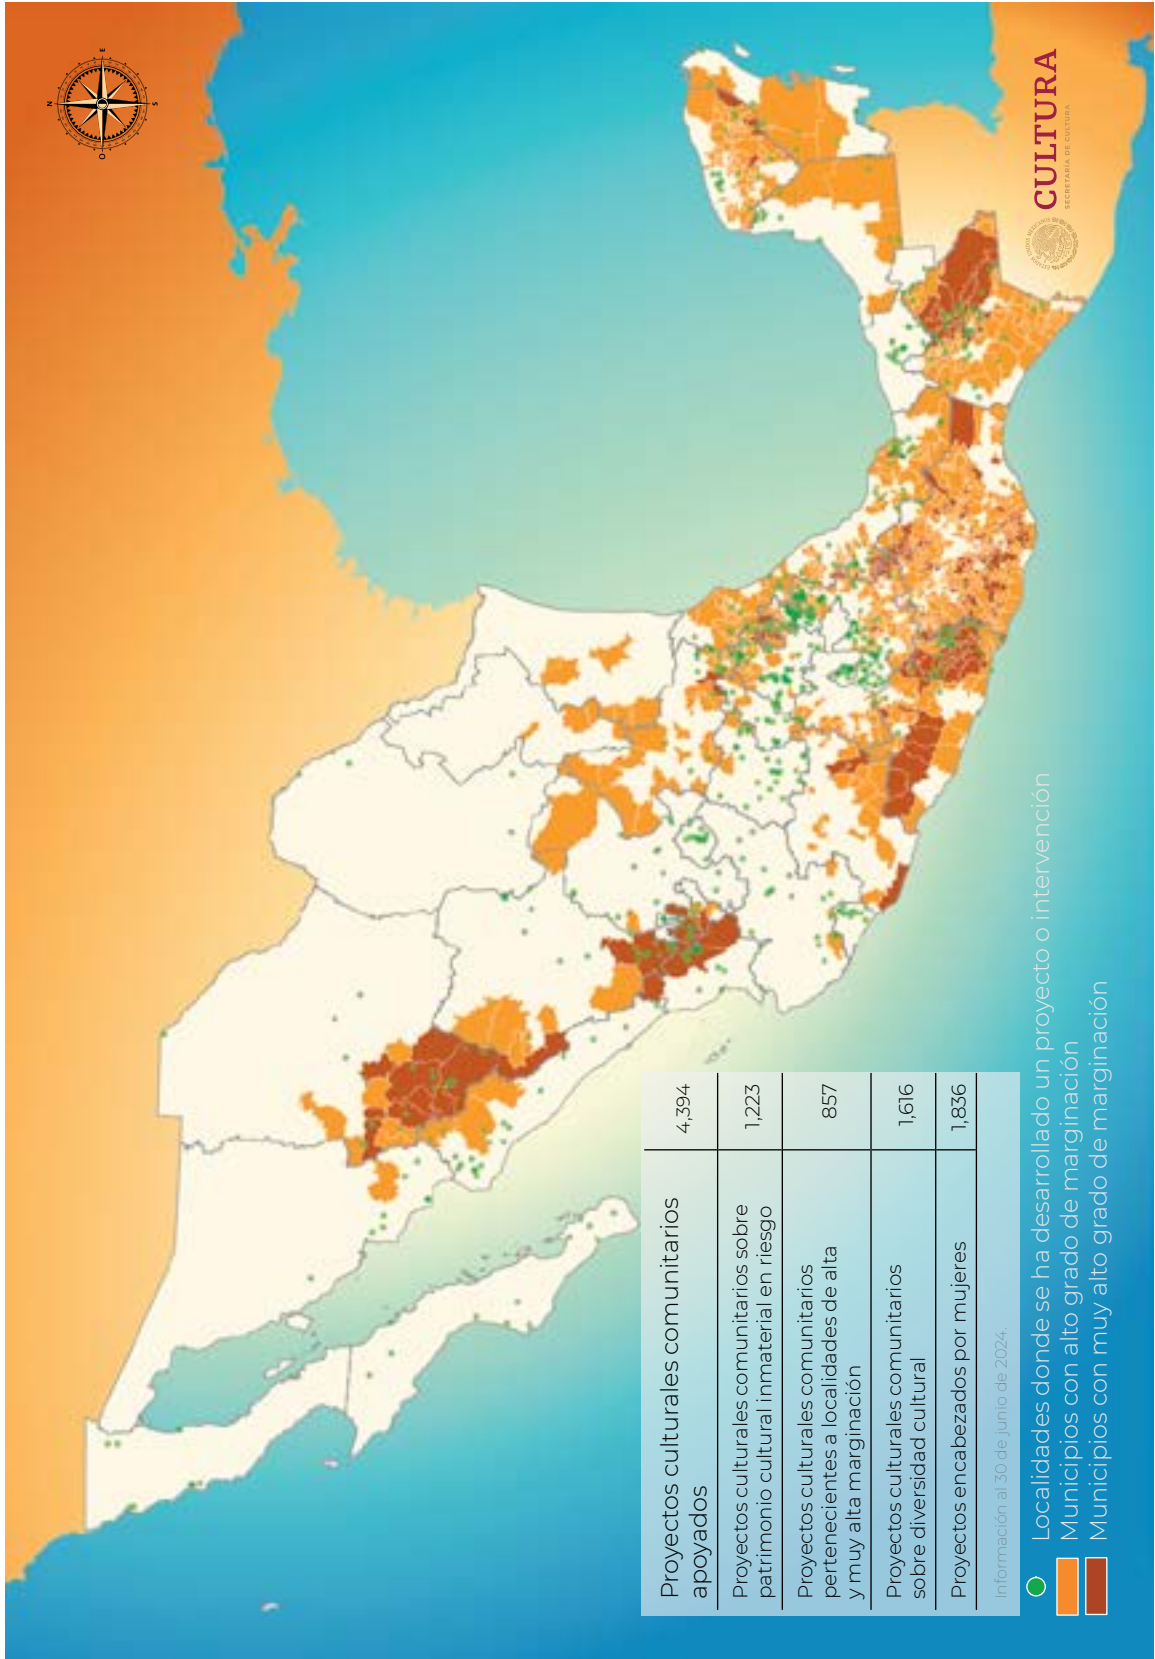 N
E
S
O
CULTURA
SECRETARÍA DE CULTURA
Proyectos culturales comunitarios
apoyados
4,394
Proyectos culturales comunitarios sobre
patrimonio cultural inmaterial en riesgo
1,223
Proyectos culturales comunitarios
pertenecientes a localidades de alta
y muy alta marginación
857
Proyectos culturales comunitarios
sobre diversidad cultural
1,616
Proyectos encabezados por mujeres
1,836
Información al 30 de junio de 2024.
Localidades donde se ha desarrollado un proyecto o intervención
Municipios con alto grado de marginación
Municipios con muy alto grado de marginación